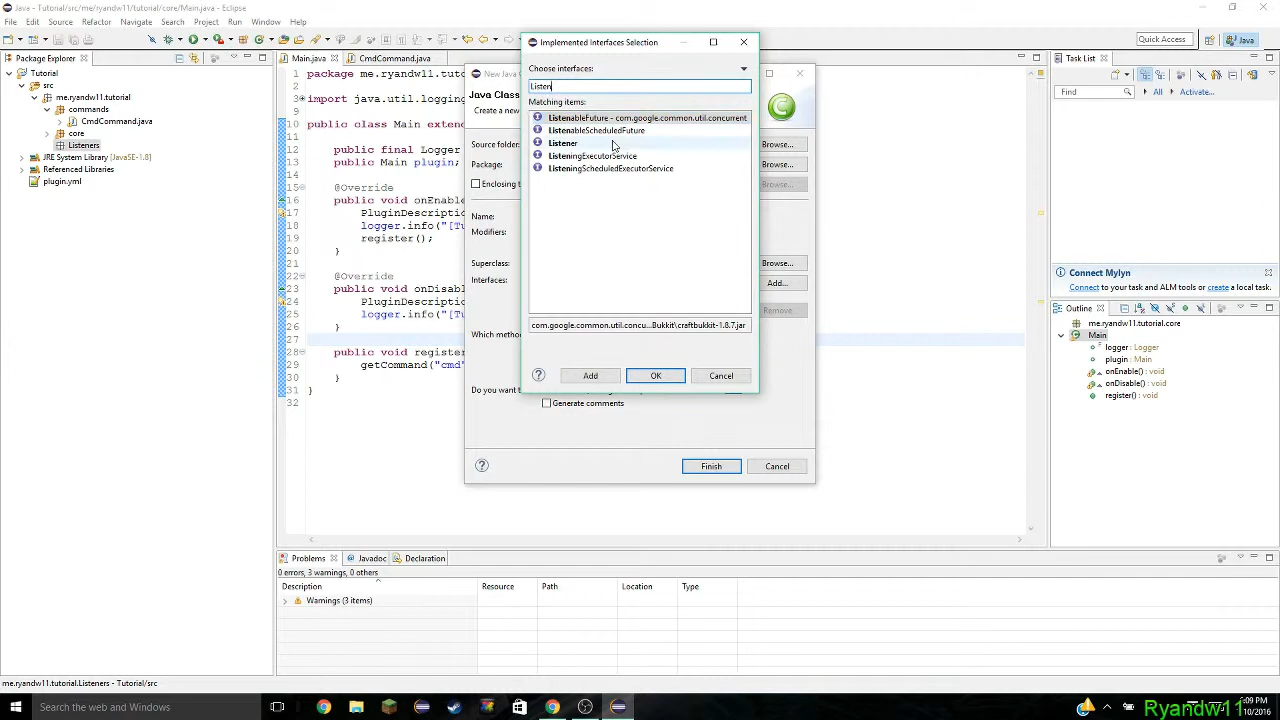 Java - Tutorial/src/me/ryandw11/tutorial/core/Main.java - Eclipse
File Edit Source Refactor Navigate Search Project Run Window Help
Quick Access
Java
Package Explorer
Tutorial
src
me.ryandw11.tutorial
commands
CmdCommand.java
core
Listeners
JRE System Library [JavaSE-1.8]
Referenced Libraries
plugin.yml
Main.java
CmdCommand.java
1 package me.ryandw11.tuto
3 import java.util.logging
10 public class Main extend
11
12 public final Logger
13 public Main plugin;
14
15 @Override
16 public void onEnable
17 PluginDescription
18 logger.info("[Tu
19 register();
20 }
21
22 @Override
23 public void onDisab
24 PluginDescription
25 logger.info("[Tu
26 }
27
28 public void register
29 getCommand("cmd"
30 }
31 }
32
New Java C
Java Class
Create a new
Source folder:
Browse...
Package:
Browse...
Enclosing t
Browse...
Name:
Modifiers:
Superclass:
Browse...
Interfaces:
Add...
Remove
Which metho
Do you want t
Generate comments
Finish
Cancel
Implemented Interfaces Selection
Choose interfaces:
Listen
Matching items:
ListenableFuture - com.google.common.util.concurrent
ListenableScheduledFuture
Listener
ListeningExecutorService
ListeningScheduledExecutorService
com.google.common.util.concu...Bukkit\craftbukkit-1.8.7.jar
Add
OK
Cancel
Task List
Find
All
Activate...
Connect Mylyn
Connect to your task and ALM tools or create a local task.
Outline
me.ryandw11.tutorial.core
Main
logger : Logger
plugin : Main
onEnable() : void
onDisable() : void
register() : void
Problems
Javadoc
Declaration
0 errors, 3 warnings, 0 others
Description Resource Path Location Type
Warnings (3 items)
me.ryandw11.tutorial.Listeners - Tutorial/src
Search the web and Windows
Ryandw11